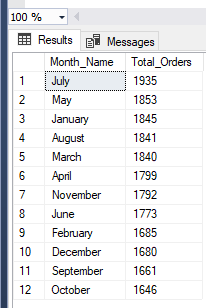 100 %
Results Messages
Month_Name Total_Orders
1 July 1935
2 May 1853
3 January 1845
4 August 1841
5 March 1840
6 April 1799
7 November 1792
8 June 1773
9 February 1685
10 December 1680
11 September 1661
12 October 1646